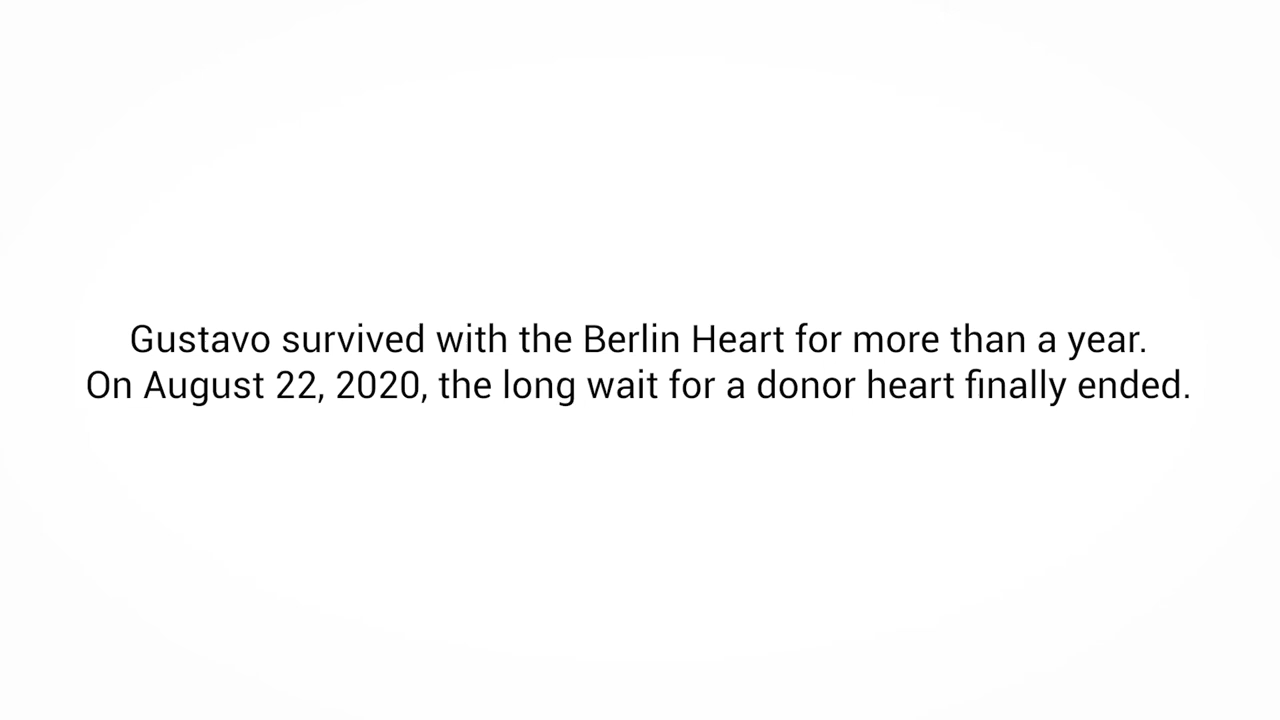 Gustavo survived with the Berlin Heart for more than a year.
On August 22, 2020, the long wait for a donor heart finally ended.